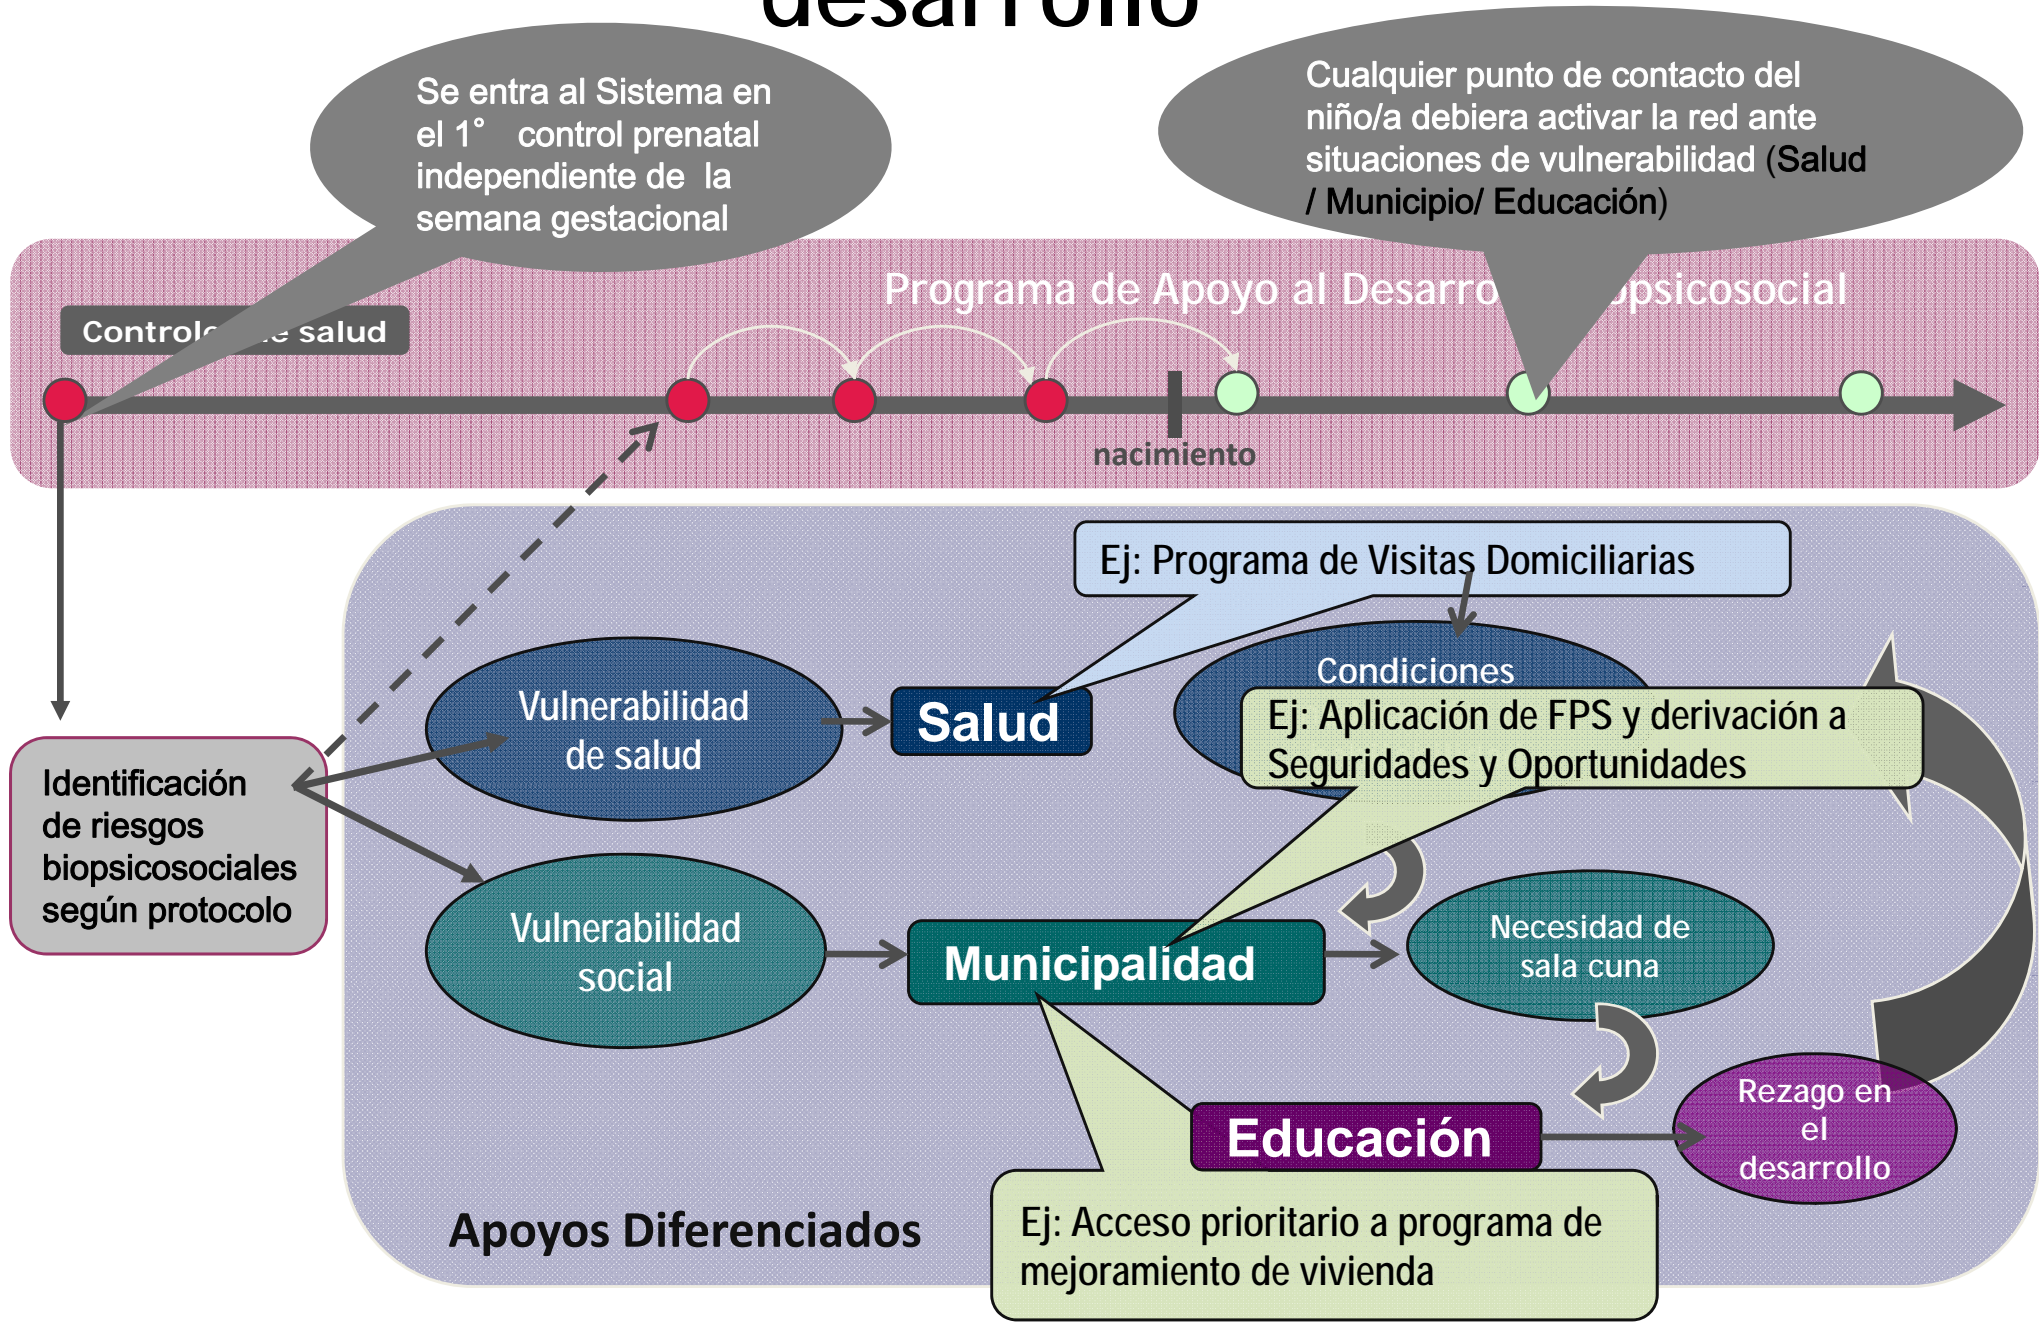 desarrollo
Se entra al Sistema en
el 1° control prenatal
independiente de la
semana gestacional
Cualquier punto de contacto del
niño/a debiera activar la red ante
situaciones de vulnerabilidad (Salud
/ Municipio/ Educación)
Programa de Apoyo al
salud
nacimiento
Ej: Programa de Visitas Domiciliarias
Condiciones
Vulnerabilidad
de salud
Salud
Ej: Aplicación de FPS y derivación a
Seguridades y Oportunidades
Identificación
de riesgos
biopsicosociales
según protocolo
Vulnerabilidad
social
Municipalidad
Necesidad de
sala cuna
Educación
Rezago en
el
desarrollo
Apoyos Diferenciados
Ej: Acceso prioritario a programa de
mejoramiento de vivienda